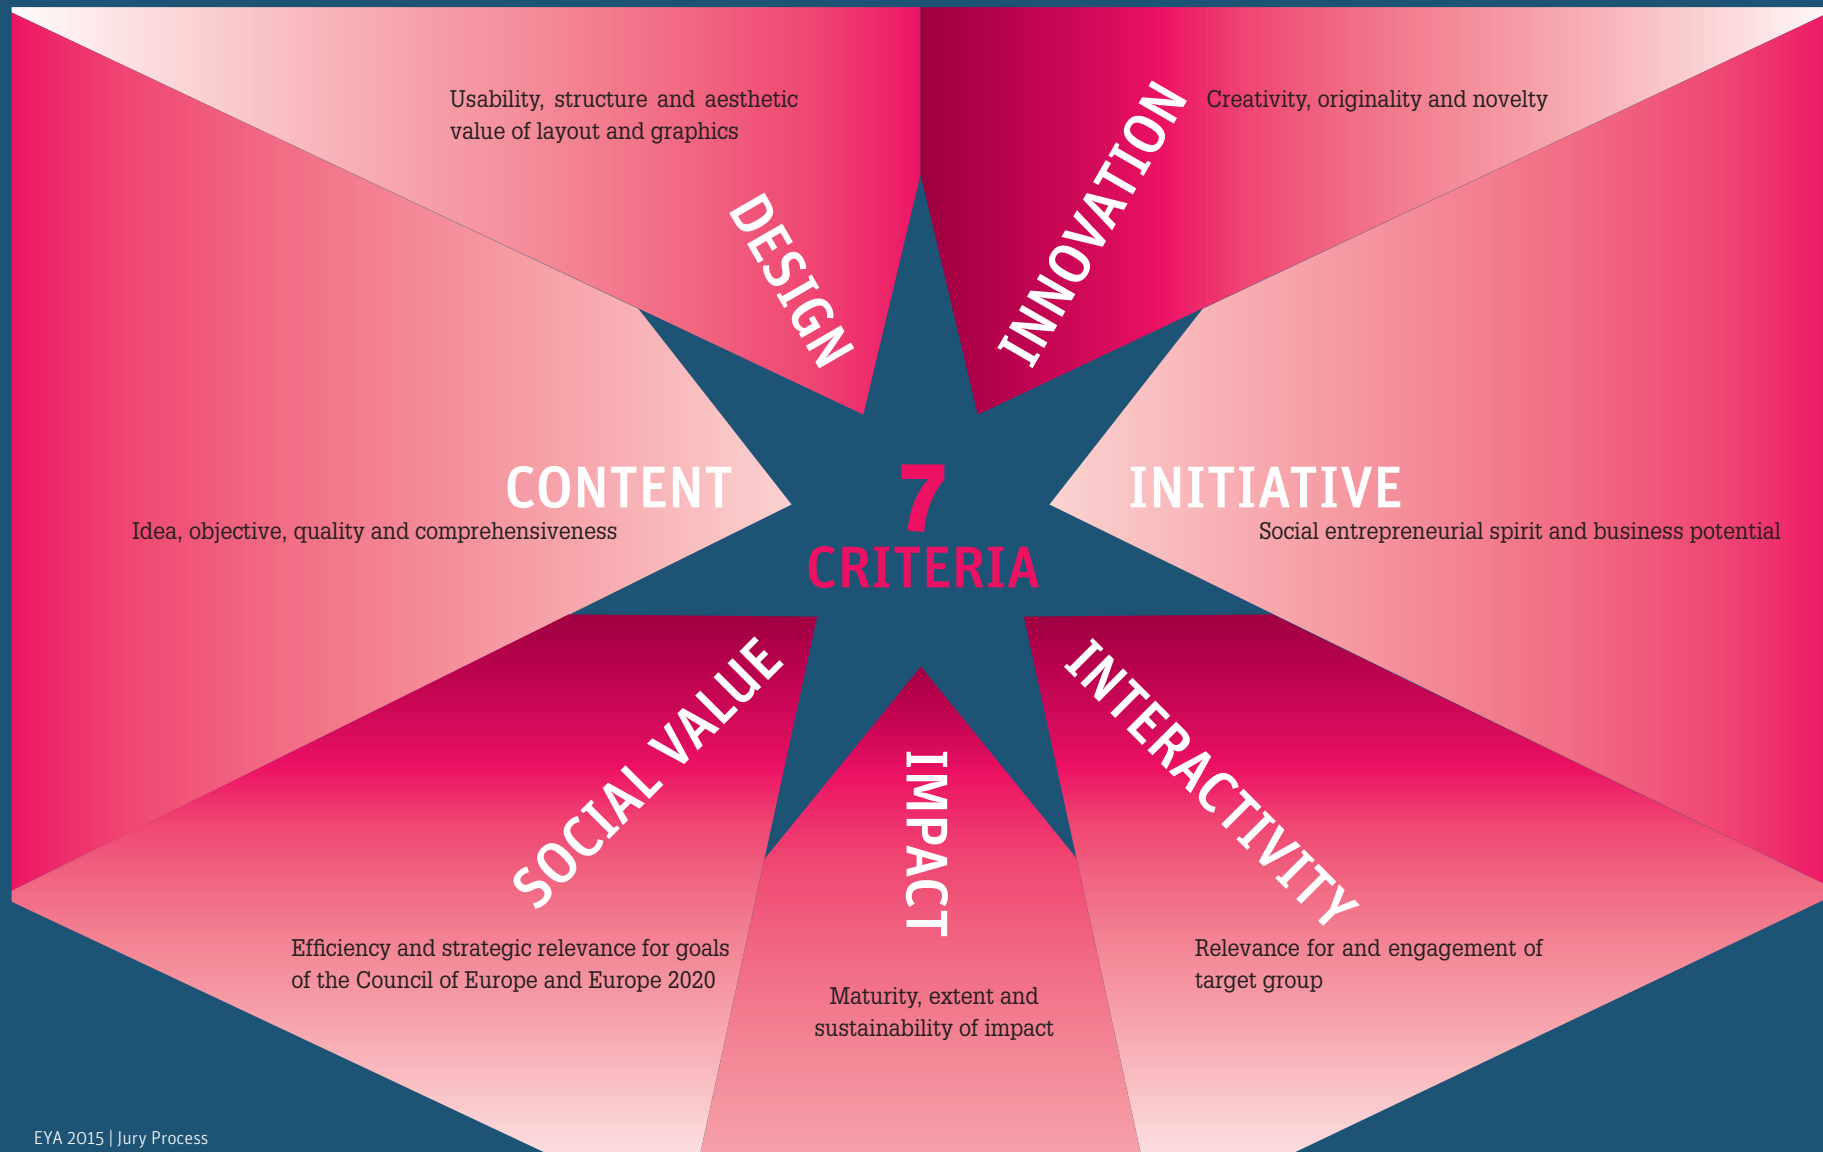 Usability, structure and aesthetic
value of layout and graphics
DESIGN
INNOVATION
Creativity, originality and novelty
CONTENT
Idea, objective, quality and comprehensiveness
7
CRITERIA
INITIATIVE
Social entrepreneurial spirit and business potential
SOCIAL VALUE
Efficiency and strategic relevance for goals
of the Council of Europe and Europe 2020
IMPACT
Maturity, extent and
sustainability of impact
INTERACTIVITY
Relevance for and engagement of
target group
EYA 2015 | Jury Process